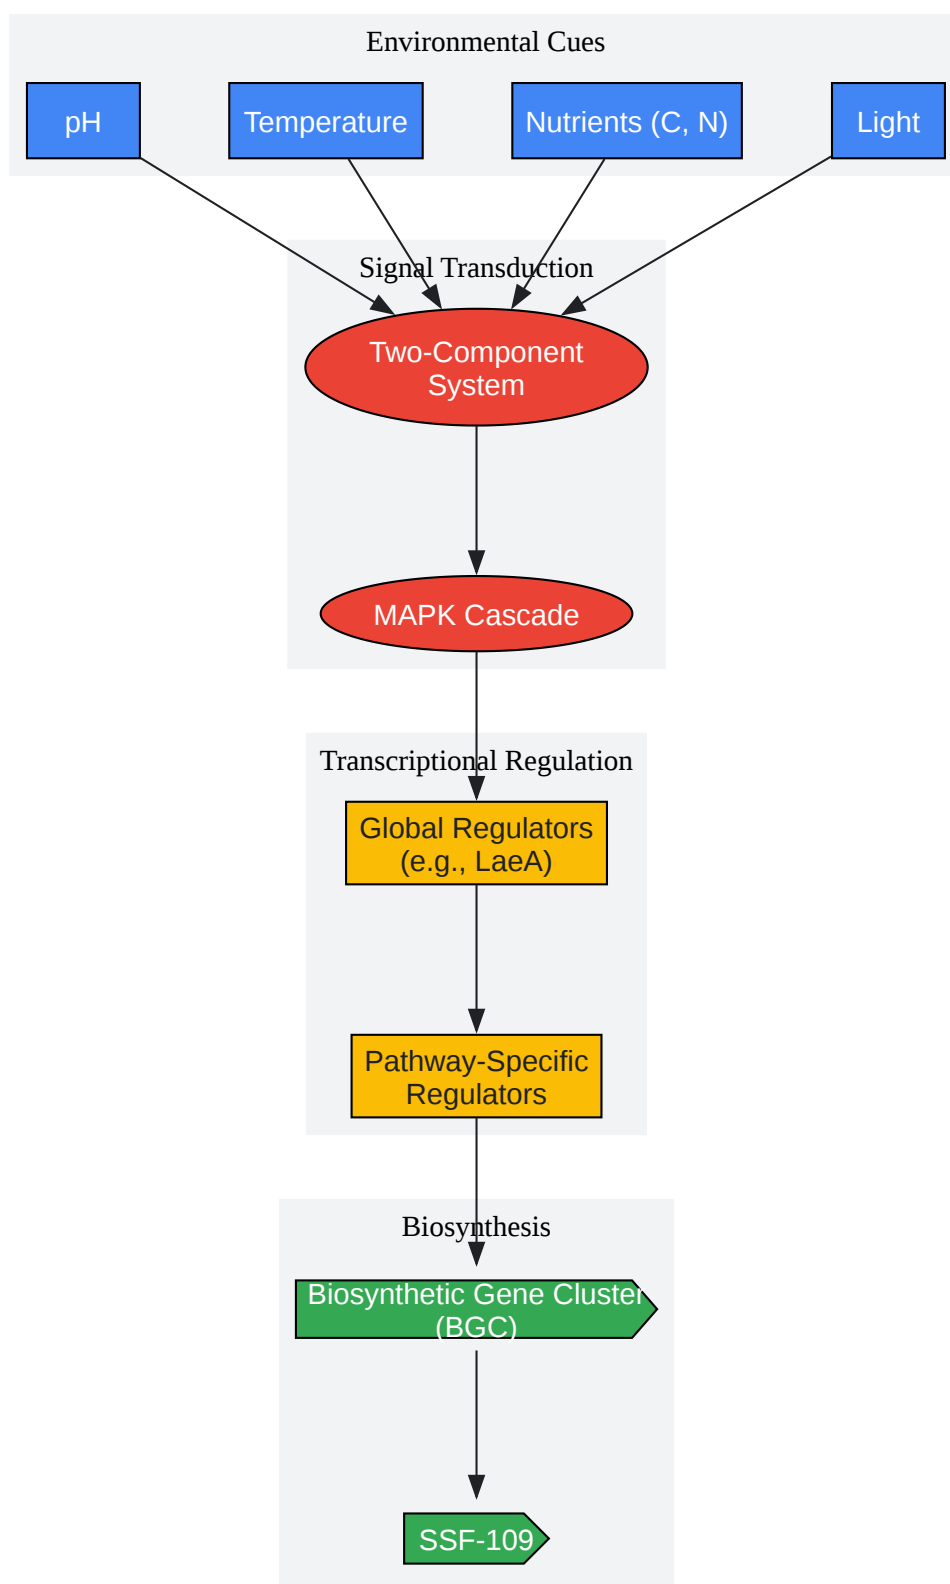 Environmental Cues
pH
Temperature
Nutrients (C, N)
Light
Signal Transduction
Two-Component
System
MAPK Cascade
Transcriptional Regulation
Global Regulators
(e.g., LaeA)
Pathway-Specific
Regulators
Biosynthesis
Biosynthetic Gene Cluster
(BGC)
SSF-109